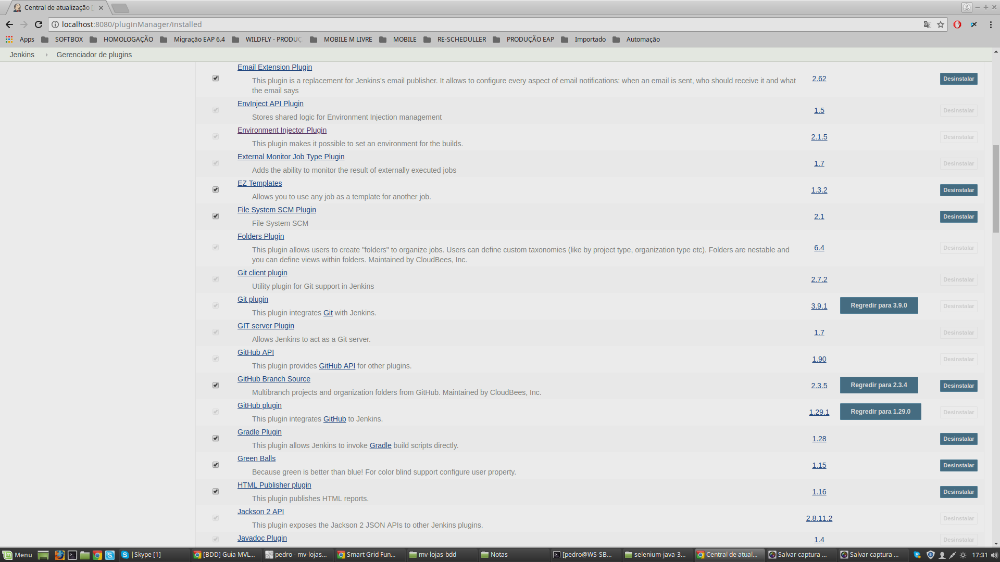 Central de atualização [
localhost:8080/pluginManager/installed
Apps SOFTBOX HOMOLOGAÇÃO Migração EAP 6.4 WILDFLY - PRODUÇ MOBILE M LIVRE MOBILE RE-SCHEDULLER PRODUÇÃO EAP Importado Automação
Jenkins Gerenciador de plugins
Email Extension Plugin
This plugin is a replacement for Jenkins's email publisher. It allows to configure every aspect of email notifications: when an email is sent, who should receive it and what
the email says
2.62 Desinstalar
EnvInject API Plugin
Stores shared logic for Environment Injection management
1.5 Desinstalar
Environment Injector Plugin
This plugin makes it possible to set an environment for the builds.
2.1.5 Desinstalar
External Monitor Job Type Plugin
Adds the ability to monitor the result of externally executed jobs
1.7 Desinstalar
EZ Templates
Allows you to use any job as a template for another job.
1.3.2 Desinstalar
File System SCM Plugin
File System SCM
2.1 Desinstalar
Folders Plugin
This plugin allows users to create "folders" to organize jobs. Users can define custom taxonomies (like by project type, organization type etc). Folders are nestable and
you can define views within folders. Maintained by CloudBees, Inc.
6.4 Desinstalar
Git client plugin
Utility plugin for Git support in Jenkins
2.7.2 Desinstalar
Git plugin
This plugin integrates Git with Jenkins.
3.9.1 Regredir para 3.9.0 Desinstalar
GIT server Plugin
Allows Jenkins to act as a Git server.
1.7 Desinstalar
GitHub API
This plugin provides GitHub API for other plugins.
1.90 Desinstalar
GitHub Branch Source
Multibranch projects and organization folders from GitHub. Maintained by CloudBees, Inc.
2.3.5 Regredir para 2.3.4 Desinstalar
GitHub plugin
This plugin integrates GitHub to Jenkins.
1.29.1 Regredir para 1.29.0 Desinstalar
Gradle Plugin
This plugin allows Jenkins to invoke Gradle build scripts directly.
1.28 Desinstalar
Green Balls
Because green is better than blue! For color blind support configure user property.
1.15 Desinstalar
HTML Publisher plugin
This plugin publishes HTML reports.
1.16 Desinstalar
Jackson 2 API
This plugin exposes the Jackson 2 JSON APIs to other Jenkins plugins.
2.8.11.2 Desinstalar
Javadoc Plugin
1.4 Desinstalar
Menu |Skype [1] [BDD] Guia MVL... pedro - mv-lojas... Smart Grid Fun... mv-lojas-bdd Notas [pedro@WS-SB... selenium-java-3... Central de atual... Salvar captura ... Salvar captura ... 17:31